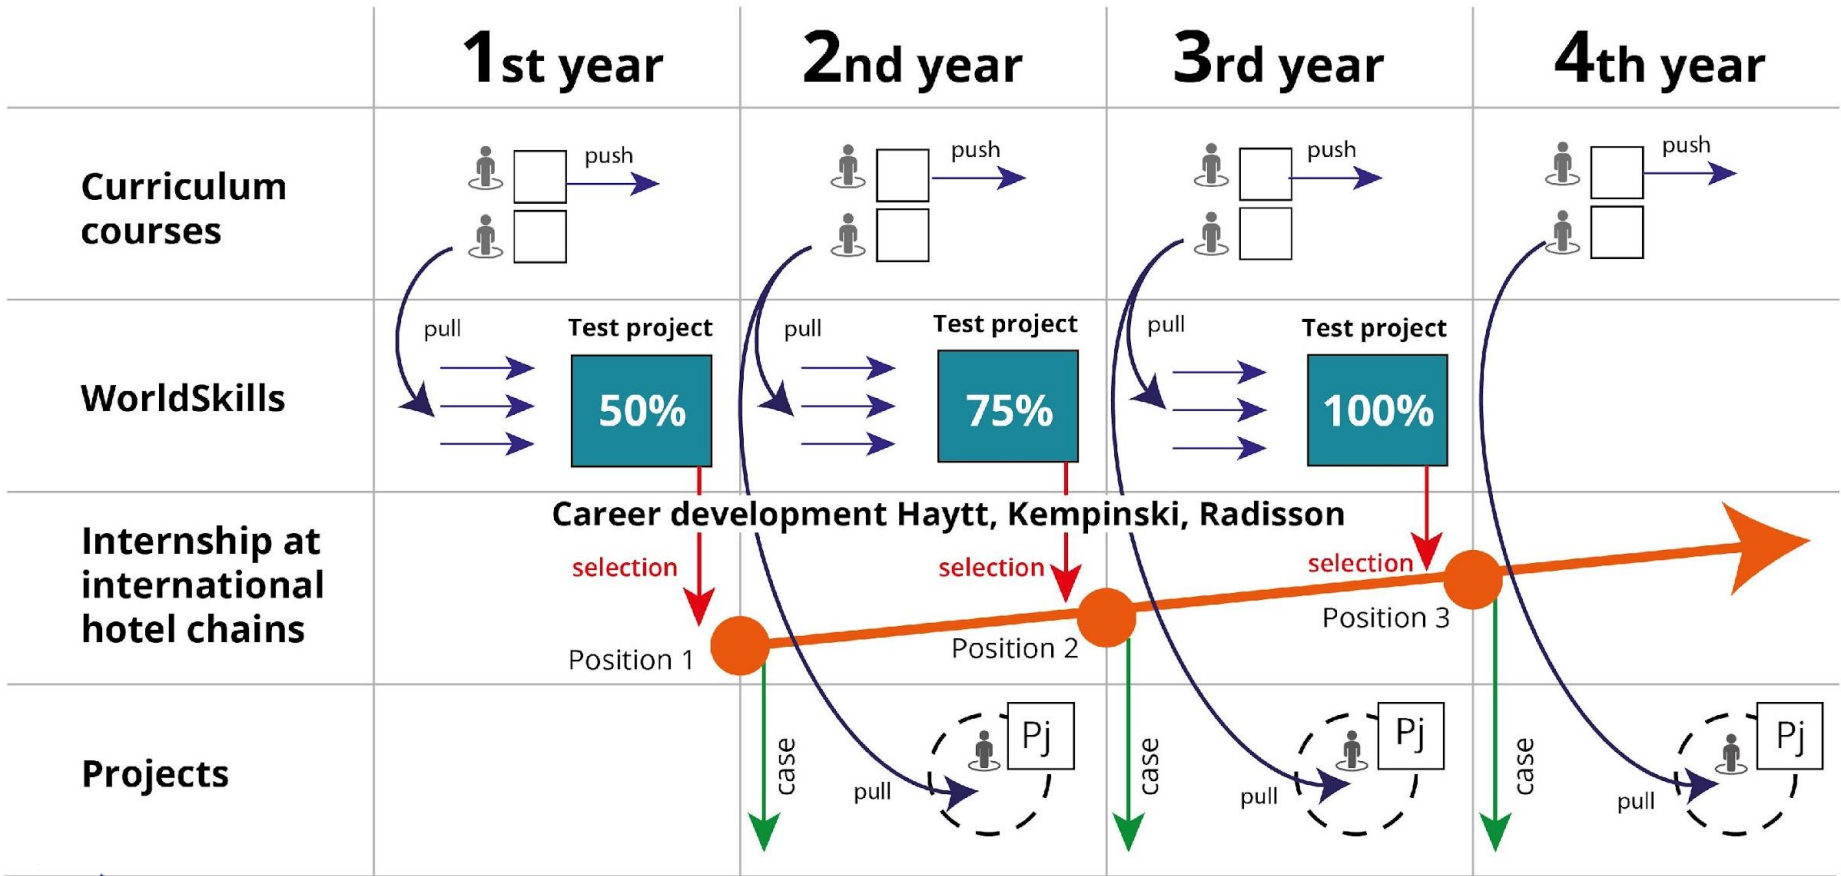 1st year
2nd year
3rd year
4th year
Curriculum
courses
push
push
push
push
WorldSkills
pull
Test project
50%
pull
Test project
75%
pull
Test project
100%
Internship at
international
hotel chains
Career development Haytt, Kempinski, Radisson
selection
selection
selection
Position 1
Position 2
Position 3
Projects
case
pull
Pj
case
pull
Pj
case
pull
Pj